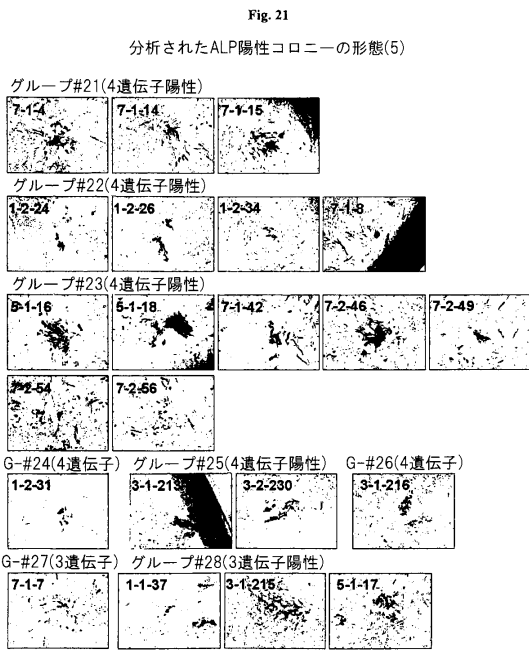 Fig. 21
分析されたALP陽性コロニーの形態(5)
グループ#21(4遺伝子陽性)
7-1-4 7-1-14 7-1-15
グループ#22(4遺伝子陽性)
1-2-24 1-2-26 1-2-34 7-1-8
グループ#23(4遺伝子陽性)
5-1-16 5-1-18 7-1-42 7-2-46 7-2-49
7-2-54 7-2-56
G-#24(4遺伝子) グループ#25(4遺伝子陽性) G-#26(4遺伝子)
1-2-31 3-1-213 3-2-230 3-1-216
G-#27(3遺伝子) グループ#28(3遺伝子陽性)
7-1-7 1-1-37 3-1-215 5-1-17